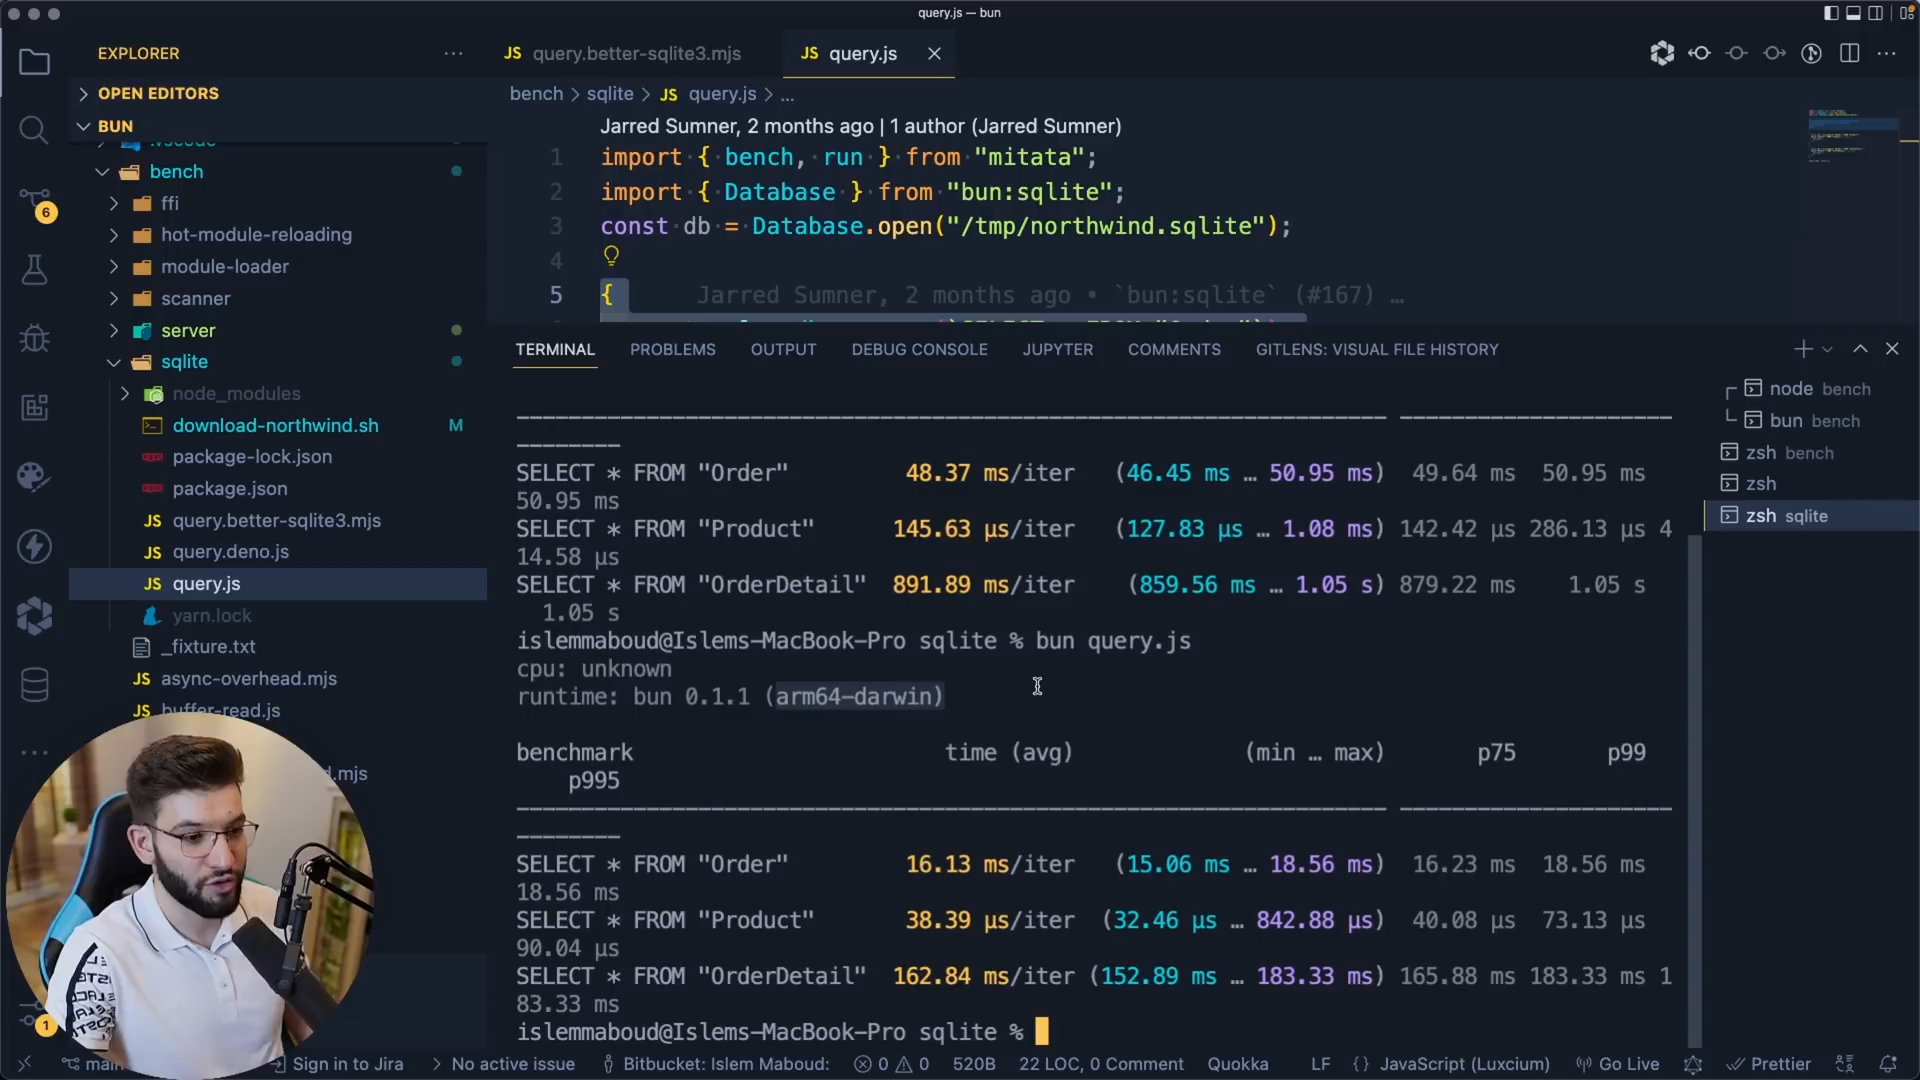 query.js — bun
EXPLORER
OPEN EDITORS
BUN
.vscode
bench
ffi
hot-module-reloading
module-loader
scanner
server
sqlite
node_modules
download-northwind.sh M
package-lock.json
package.json
JS query.better-sqlite3.mjs
JS query.deno.js
JS query.js
yarn.lock
_fixture.txt
JS async-overhead.mjs
JS buffer-read.js
d.mjs
6
1
JS query.better-sqlite3.mjs
JS query.js
bench > sqlite > JS query.js > ...
Jarred Sumner, 2 months ago | 1 author (Jarred Sumner)
1 import { bench, run } from "mitata";
2 import { Database } from "bun:sqlite";
3 const db = Database.open("/tmp/northwind.sqlite");
4
5 { Jarred Sumner, 2 months ago • `bun:sqlite` (#167) …
TERMINAL PROBLEMS OUTPUT DEBUG CONSOLE JUPYTER COMMENTS GITLENS: VISUAL FILE HISTORY
SELECT * FROM "Order" 48.37 ms/iter (46.45 ms … 50.95 ms) 49.64 ms 50.95 ms
50.95 ms
SELECT * FROM "Product" 145.63 µs/iter (127.83 µs … 1.08 ms) 142.42 µs 286.13 µs 4
14.58 µs
SELECT * FROM "OrderDetail" 891.89 ms/iter (859.56 ms … 1.05 s) 879.22 ms 1.05 s
1.05 s
islemmaboud@Islems-MacBook-Pro sqlite % bun query.js
cpu: unknown
runtime: bun 0.1.1 (arm64-darwin)
benchmark time (avg) (min … max) p75 p99
p995
SELECT * FROM "Order" 16.13 ms/iter (15.06 ms … 18.56 ms) 16.23 ms 18.56 ms
18.56 ms
SELECT * FROM "Product" 38.39 µs/iter (32.46 µs … 842.88 µs) 40.08 µs 73.13 µs
90.04 µs
SELECT * FROM "OrderDetail" 162.84 ms/iter (152.89 ms … 183.33 ms) 165.88 ms 183.33 ms 1
83.33 ms
islemmaboud@Islems-MacBook-Pro sqlite %
node bench
bun bench
zsh bench
zsh
zsh sqlite
main Sign in to Jira No active issue Bitbucket: Islem Maboud: 0 0 520B 22 LOC, 0 Comment Quokka LF {} JavaScript (Luxcium) Go Live Prettier